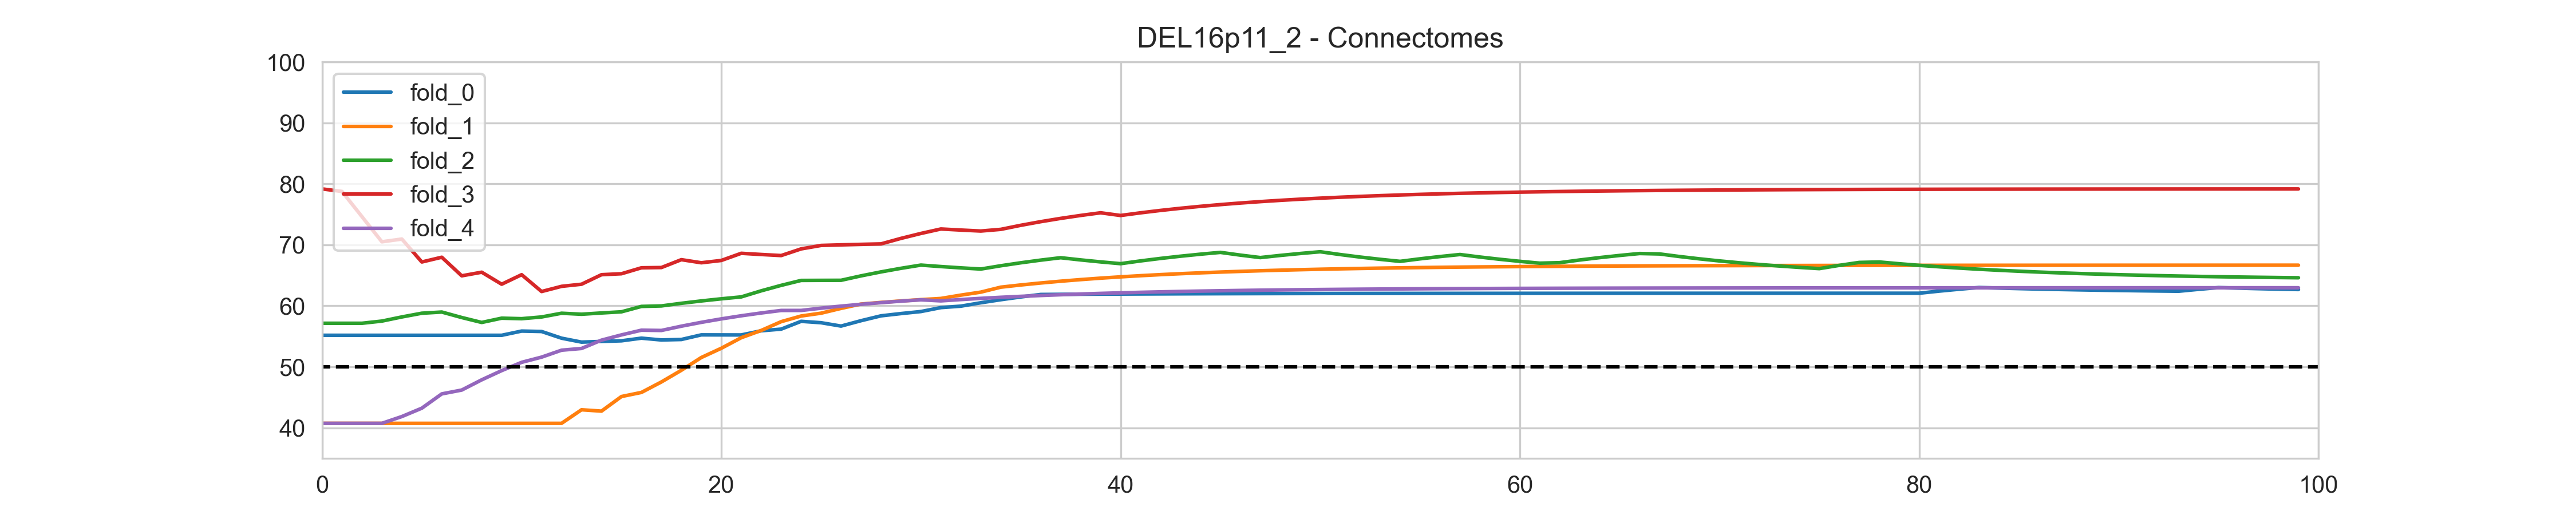 DEL16p11_2 - Connectomes
100
90
80
70
60
50
40
fold_0
fold_1
fold_2
fold_3
fold_4
0 20 40 60 80 100